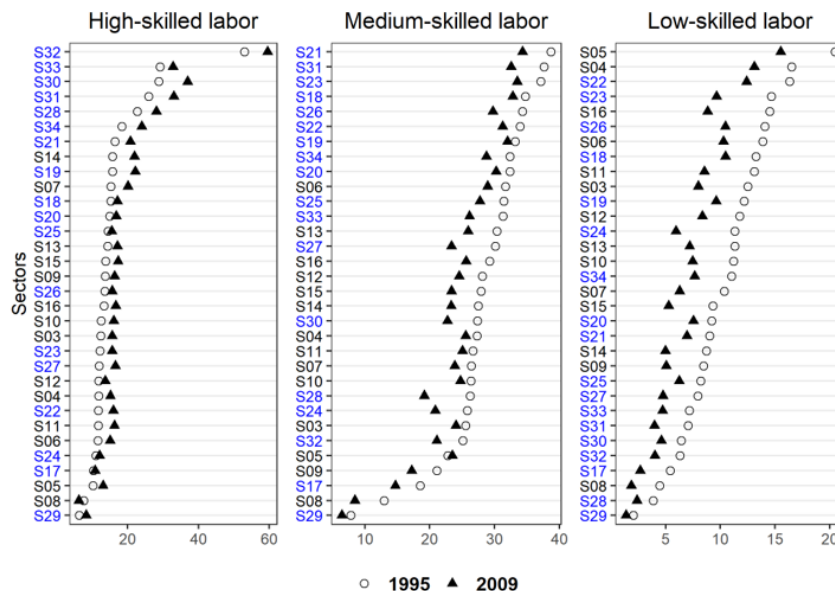 High-skilled labor
Medium-skilled labor
Low-skilled labor
Sectors
S32
S33
S30
S31
S28
S34
S21
S14
S19
S07
S18
S20
S25
S13
S15
S09
S26
S16
S10
S03
S23
S27
S12
S04
S22
S11
S06
S24
S17
S05
S08
S29
20
40
60
S21
S31
S23
S18
S26
S22
S19
S34
S20
S06
S25
S33
S13
S27
S16
S12
S15
S14
S30
S04
S11
S07
S10
S28
S24
S03
S32
S05
S09
S17
S08
S29
10
20
30
40
S05
S04
S22
S23
S16
S26
S06
S18
S11
S03
S19
S12
S24
S13
S10
S34
S07
S15
S20
S21
S14
S09
S25
S27
S33
S31
S30
S32
S17
S08
S28
S29
5
10
15
20
1995
2009